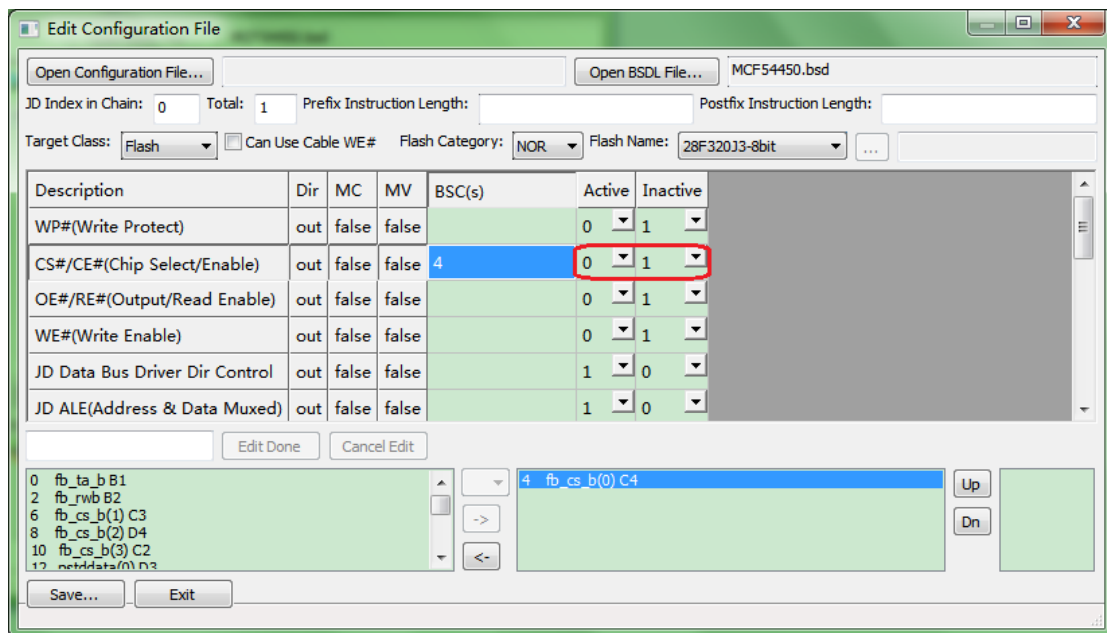 Edit Configuration File
Open Configuration File... Open BSDL File... MCF54450.bsd
JD Index in Chain: 0 Total: 1 Prefix Instruction Length: Postfix Instruction Length:
Target Class: Flash Can Use Cable WE# Flash Category: NOR Flash Name: 28F320J3-8bit ...
Description Dir MC MV BSC(s) Active Inactive
WP#(Write Protect) out false false 0 1
CS#/CE#(Chip Select/Enable) out false false 4 0 1
OE#/RE#(Output/Read Enable) out false false 0 1
WE#(Write Enable) out false false 0 1
JD Data Bus Driver Dir Control out false false 1 0
JD ALE(Address & Data Muxed) out false false 1 0
Edit Done Cancel Edit
0 fb_ta_b B1
2 fb_rwb B2
6 fb_cs_b(1) C3
8 fb_cs_b(2) D4
10 fb_cs_b(3) C2
12 pstddata(0) D3
->
<-
4 fb_cs_b(0) C4
Up
Dn
Save... Exit